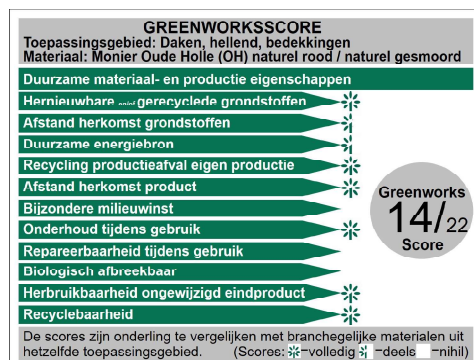 GREENWORKSSCORE
Toepassingsgebied: Daken, hellend, bedekkingen
Materiaal: Monier Oude Holle (OH) naturel rood / naturel gesmoord
Duurzame materiaal- en productie eigenschappen
Hernieuwbare en/of gerecyclede grondstoffen
Afstand herkomst grondstoffen
Duurzame energiebron
Recycling productieafval eigen productie
Afstand herkomst product
Bijzondere milieuwinst
Onderhoud tijdens gebruik
Repareerbaarheid tijdens gebruik
Biologisch afbreekbaar
Herbruikbaarheid ongewijzigd eindproduct
Recyclebaarheid
Greenworks
14/22
Score
De scores zijn onderling te vergelijken met branchegelijke materialen uit
hetzelfde toepassingsgebied. (Scores: =volledig =deels =nihil)